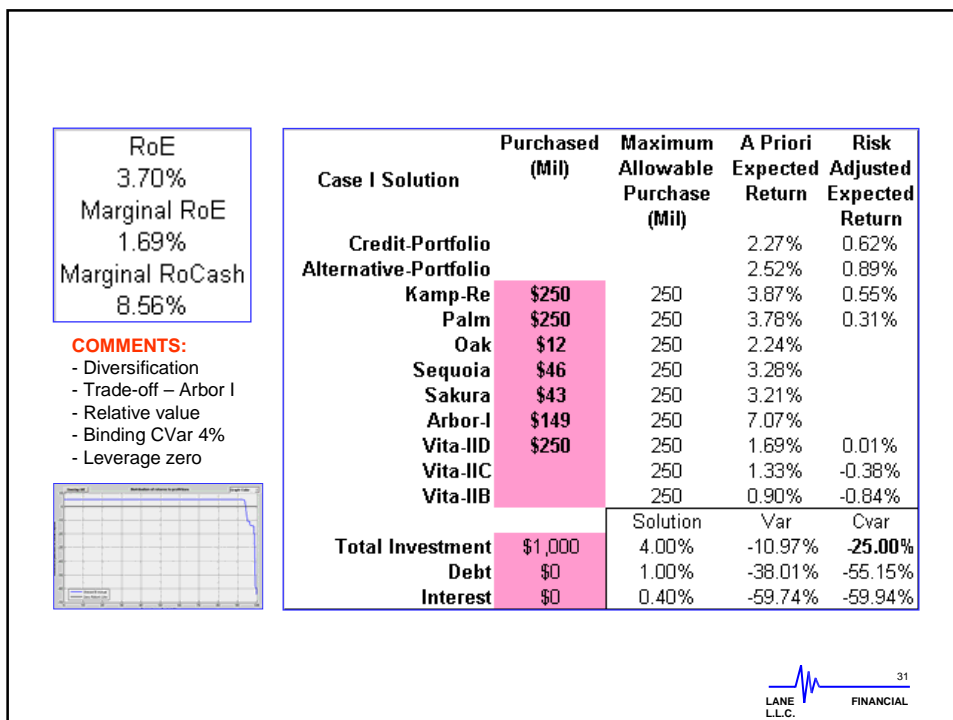 RoE
3.70%
Marginal RoE
1.69%
Marginal RoCash
8.56%
COMMENTS:
- Diversification
- Trade-off – Arbor I
- Relative value
- Binding CVar 4%
- Leverage zero
Case I Solution Purchased (Mil) Maximum Allowable Purchase (Mil) A Priori Expected Return Risk Adjusted Expected Return
Credit-Portfolio 2.27% 0.62%
Alternative-Portfolio 2.52% 0.89%
Kamp-Re $250 250 3.87% 0.55%
Palm $250 250 3.78% 0.31%
Oak $12 250 2.24%
Sequoia $46 250 3.28%
Sakura $43 250 3.21%
Arbor-I $149 250 7.07%
Vita-IID $250 250 1.69% 0.01%
Vita-IIC 250 1.33% -0.38%
Vita-IIB 250 0.90% -0.84%
Solution Var Cvar
Total Investment $1,000 4.00% -10.97% -25.00%
Debt $0 1.00% -38.01% -55.15%
Interest $0 0.40% -59.74% -59.94%
31
LANE FINANCIAL
L.L.C.